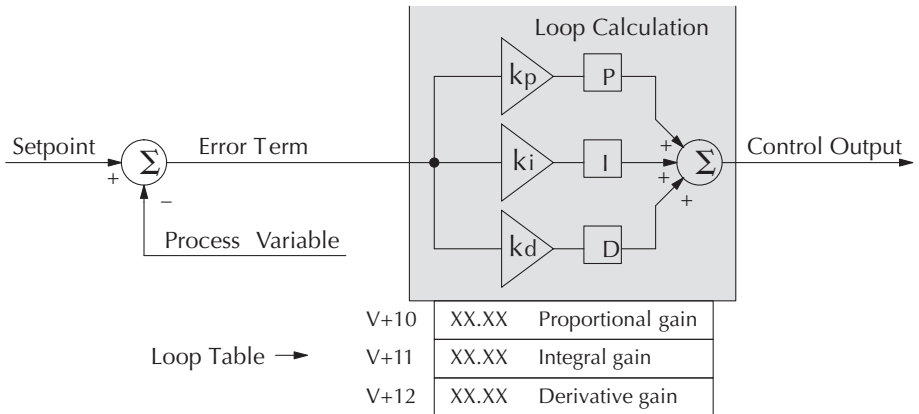 Loop Calculation
kp P
Setpoint Σ Error Term ki I Σ Control Output
+ − + + +
Process Variable
kd D
V+10 XX.XX Proportional gain
Loop Table V+11 XX.XX Integral gain
V+12 XX.XX Derivative gain